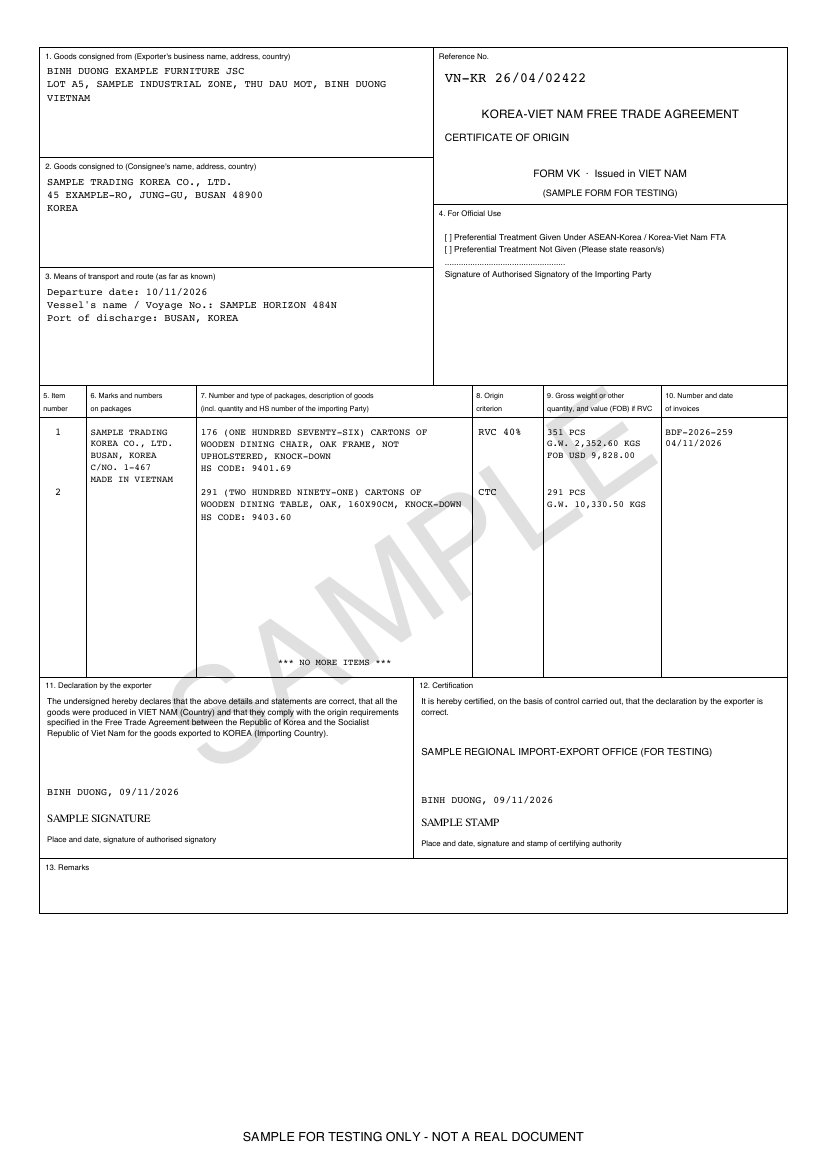 1. Goods consigned from (Exporter's business name, address, country)
BINH DUONG EXAMPLE FURNITURE JSC
LOT A5, SAMPLE INDUSTRIAL ZONE, THU DAU MOT, BINH DUONG
VIETNAM
Reference No.
VN-KR 26/04/02422
KOREA-VIET NAM FREE TRADE AGREEMENT
CERTIFICATE OF ORIGIN
FORM VK · Issued in VIET NAM
(SAMPLE FORM FOR TESTING)
2. Goods consigned to (Consignee's name, address, country)
SAMPLE TRADING KOREA CO., LTD.
45 EXAMPLE-RO, JUNG-GU, BUSAN 48900
KOREA
4. For Official Use
[ ] Preferential Treatment Given Under ASEAN-Korea / Korea-Viet Nam FTA
[ ] Preferential Treatment Not Given (Please state reason/s)
....................................................
Signature of Authorised Signatory of the Importing Party
3. Means of transport and route (as far as known)
Departure date: 10/11/2026
Vessel's name / Voyage No.: SAMPLE HORIZON 484N
Port of discharge: BUSAN, KOREA
5. Item
number
6. Marks and numbers
on packages
7. Number and type of packages, description of goods
(incl. quantity and HS number of the importing Party)
8. Origin
criterion
9. Gross weight or other
quantity, and value (FOB) if RVC
10. Number and date
of invoices
1
SAMPLE TRADING
KOREA CO., LTD.
BUSAN, KOREA
C/NO. 1-467
MADE IN VIETNAM
176 (ONE HUNDRED SEVENTY-SIX) CARTONS OF
WOODEN DINING CHAIR, OAK FRAME, NOT
UPHOLSTERED, KNOCK-DOWN
HS CODE: 9401.69
RVC 40%
351 PCS
G.W. 2,352.60 KGS
FOB USD 9,828.00
BDF-2026-259
04/11/2026
2
291 (TWO HUNDRED NINETY-ONE) CARTONS OF
WOODEN DINING TABLE, OAK, 160X90CM, KNOCK-DOWN
HS CODE: 9403.60
CTC
291 PCS
G.W. 10,330.50 KGS
*** NO MORE ITEMS ***
SAMPLE
11. Declaration by the exporter
The undersigned hereby declares that the above details and statements are correct, that all the
goods were produced in VIET NAM (Country) and that they comply with the origin requirements
specified in the Free Trade Agreement between the Republic of Korea and the Socialist
Republic of Viet Nam for the goods exported to KOREA (Importing Country).
BINH DUONG, 09/11/2026
SAMPLE SIGNATURE
Place and date, signature of authorised signatory
12. Certification
It is hereby certified, on the basis of control carried out, that the declaration by the exporter is
correct.
SAMPLE REGIONAL IMPORT-EXPORT OFFICE (FOR TESTING)
BINH DUONG, 09/11/2026
SAMPLE STAMP
Place and date, signature and stamp of certifying authority
13. Remarks
SAMPLE FOR TESTING ONLY - NOT A REAL DOCUMENT